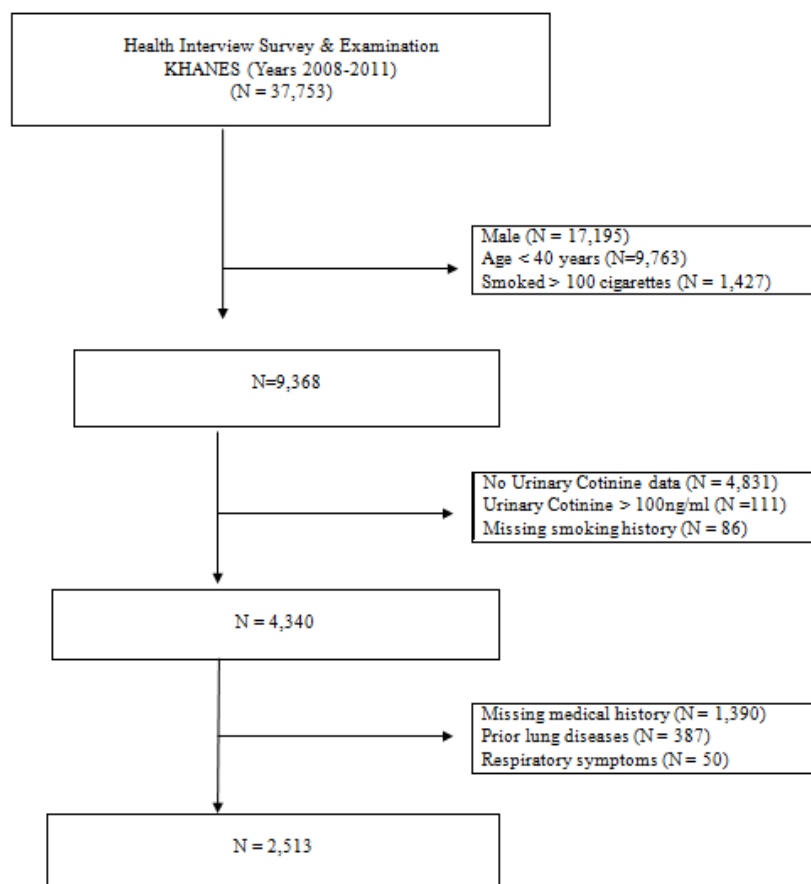 Health Interview Survey & Examination
KHANES (Years 2008-2011)
(N = 37,753)
Male (N = 17,195)
Age < 40 years (N=9,763)
Smoked > 100 cigarettes (N = 1,427)
N=9,368
No Urinary Cotinine data (N = 4,831)
Urinary Cotinine > 100ng/ml (N =111)
Missing smoking history (N = 86)
N = 4,340
Missing medical history (N = 1,390)
Prior lung diseases (N = 387)
Respiratory symptoms (N = 50)
N = 2,513